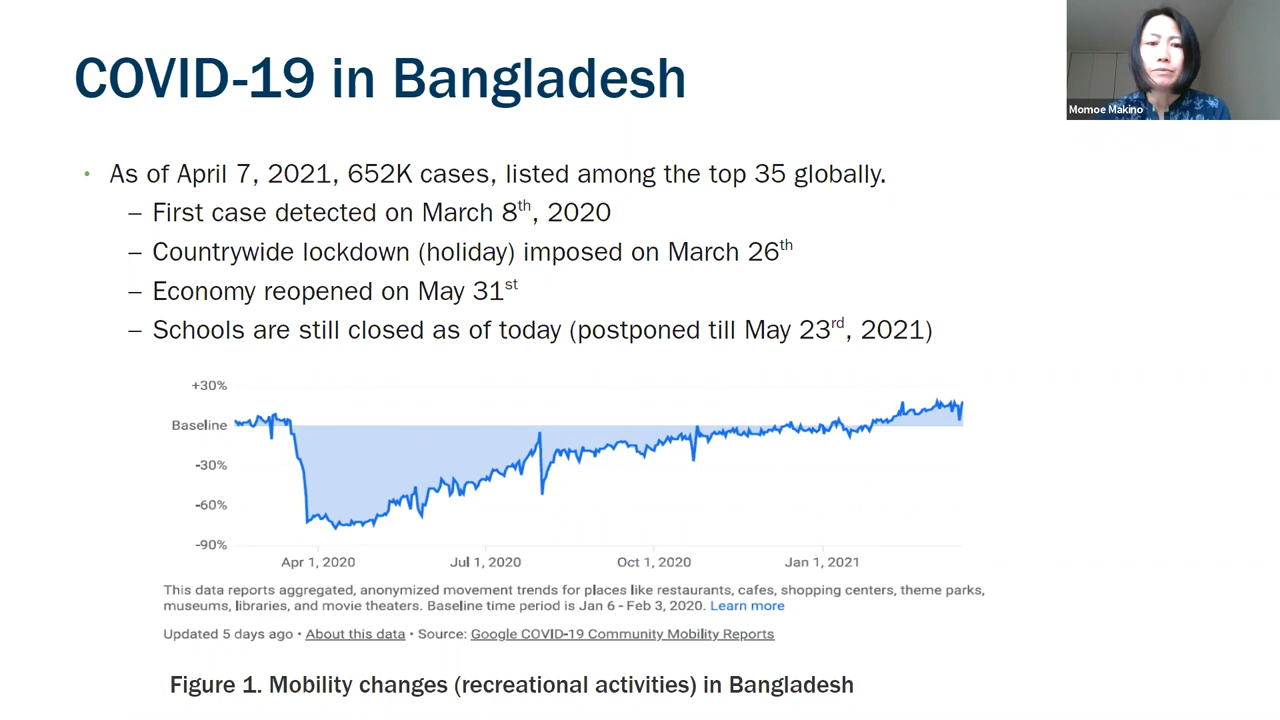 COVID-19 in Bangladesh
Momoe Makino
• As of April 7, 2021, 652K cases, listed among the top 35 globally.
– First case detected on March 8th, 2020
– Countrywide lockdown (holiday) imposed on March 26th
– Economy reopened on May 31st
– Schools are still closed as of today (postponed till May 23rd, 2021)
+30%
Baseline
-30%
-60%
-90%
Apr 1, 2020 Jul 1, 2020 Oct 1, 2020 Jan 1, 2021
This data reports aggregated, anonymized movement trends for places like restaurants, cafes, shopping centers, theme parks,
museums, libraries, and movie theaters. Baseline time period is Jan 6 - Feb 3, 2020. Learn more
Updated 5 days ago • About this data • Source: Google COVID-19 Community Mobility Reports
Figure 1. Mobility changes (recreational activities) in Bangladesh